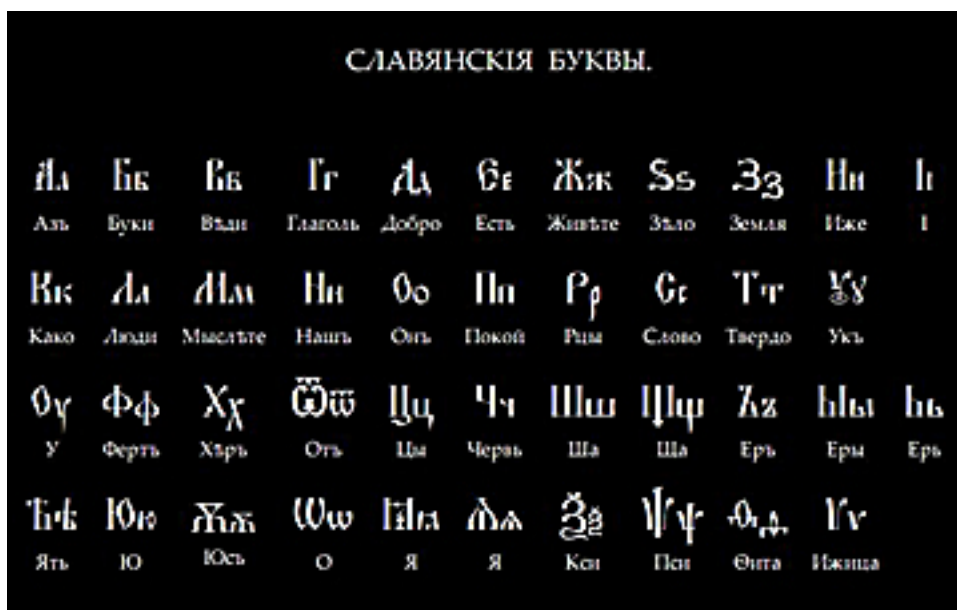 СЛАВЯНСКІЯ БУКВЫ.
Аа Бб Вв Гг Дд Єє Жж Ѕѕ Зз Ии Іі
Азъ Буки Вѣди Глаголь Добро Есть Живѣте Зѣло Земля Иже І
Кк Лл Мм Нн Оо Пп Рр Сс Тт Ꙋꙋ
Како Люди Мыслѣте Нашъ Онъ Покой Рцы Слово Твердо Укъ
Оу Фф Хх Ѿѿ Цц Чч Шш Щщ Ъъ Ыы Ьь
У Фертъ Хѣръ Отъ Цы Червь Ша Ща Еръ Еры Ерь
Ѣѣ Юю Ѫѫ Ѡѡ Ꙗꙗ Ѧѧ Ѯѯ Ѱѱ Ѳѳ Ѵѵ
Ять Ю Юсъ О Я Я Кси Пси Ѳита Ижица